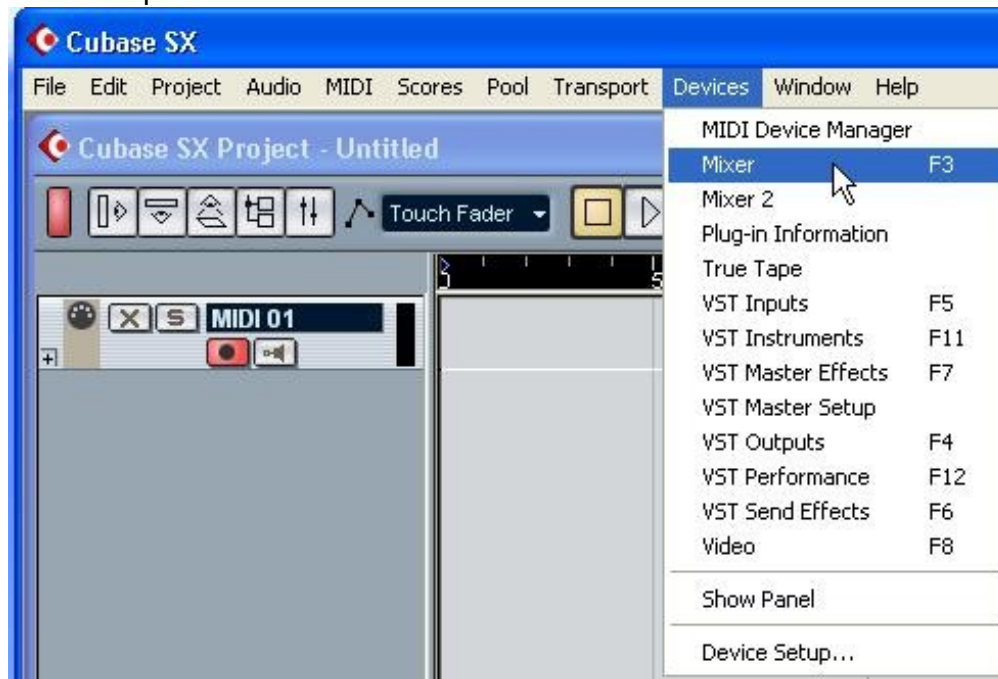 Cubase SX
File Edit Project Audio MIDI Scores Pool Transport Devices Window Help
Cubase SX Project - Untitled
Touch Fader
X S MIDI 01
MIDI Device Manager
Mixer F3
Mixer 2
Plug-in Information
True Tape
VST Inputs F5
VST Instruments F11
VST Master Effects F7
VST Master Setup
VST Outputs F4
VST Performance F12
VST Send Effects F6
Video F8
Show Panel
Device Setup...